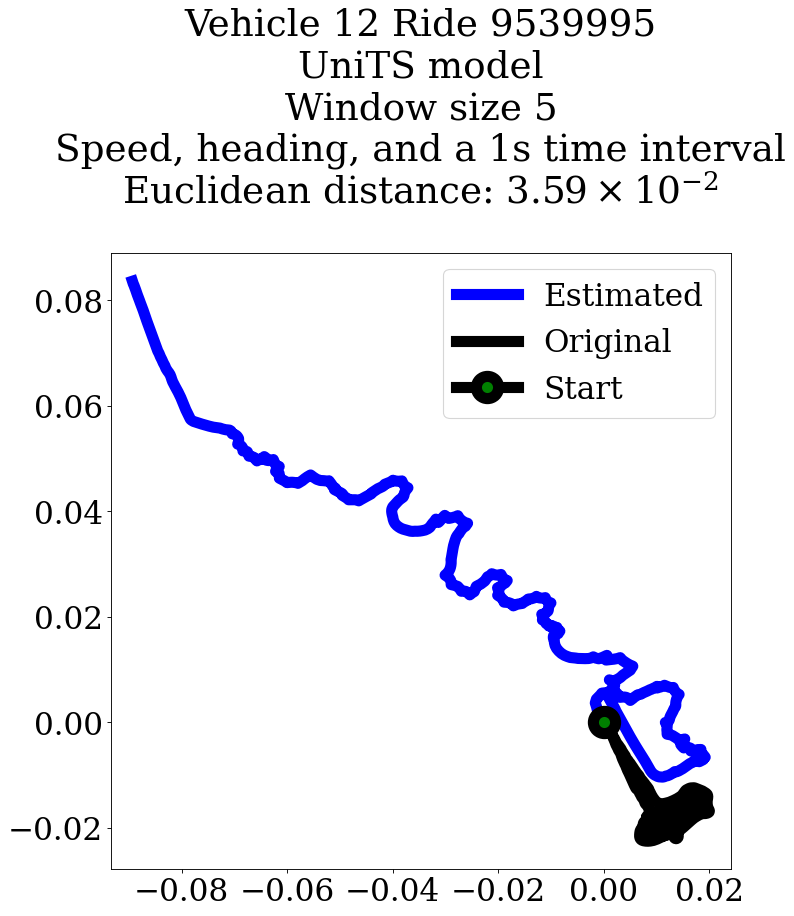 Vehicle 12 Ride 9539995
UniTS model
Window size 5
Speed, heading, and a 1s time interval
Euclidean distance: 3.59 × 10⁻²
Estimated
Original
Start
0.08
0.06
0.04
0.02
0.00
−0.02
−0.08 −0.06 −0.04 −0.02 0.00 0.02